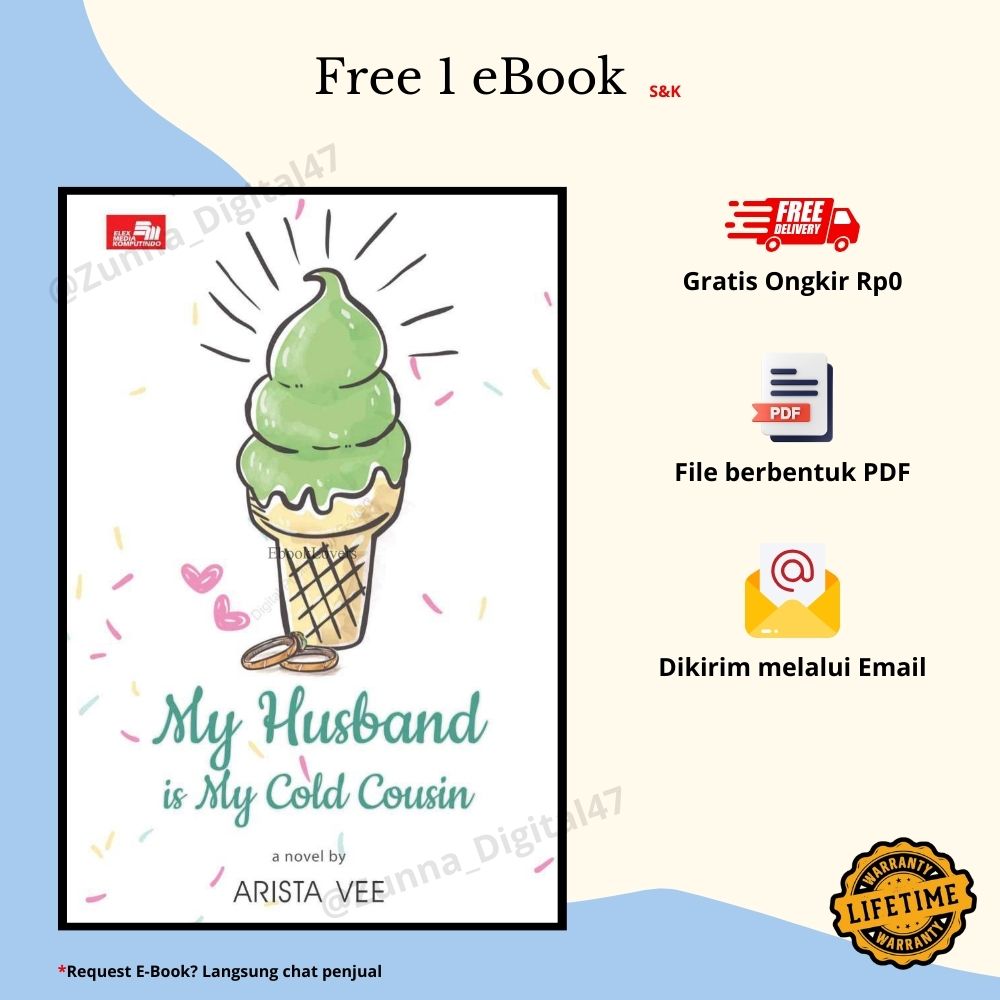 Free 1 eBook S&K
@Zunna_Digital47
ELEX
MEDIA
KOMPUTINDO
FREE
DELIVERY
Gratis Ongkir Rp0
PDF
File berbentuk PDF
EbookLovers
@
Dikirim melalui Email
My Husband
is My Cold Cousin
a novel by
ARISTA VEE
@Zunna_Digital47
WARRANTY
LIFETIME
WARRANTY
*Request E-Book? Langsung chat penjual